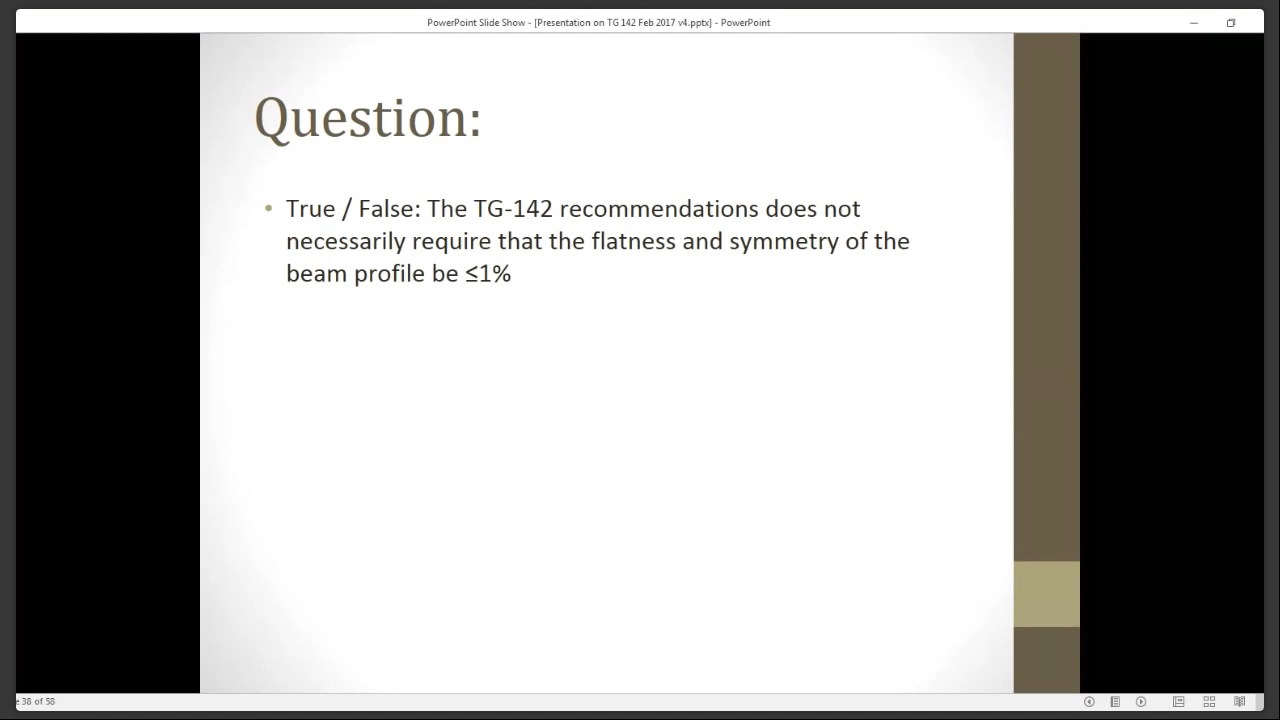 PowerPoint Slide Show - [Presentation on TG 142 Feb 2017 v4.pptx] - PowerPoint
Question:
• True / False: The TG-142 recommendations does not
necessarily require that the flatness and symmetry of the
beam profile be ≤1%
e 38 of 58